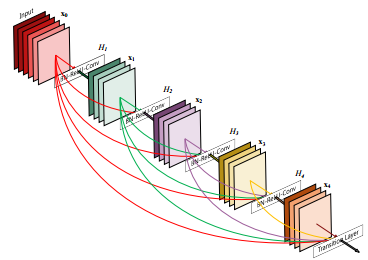 Input
x₀
H₁
BN-ReLU-Conv
x₁
H₂
BN-ReLU-Conv
x₂
H₃
BN-ReLU-Conv
x₃
H₄
BN-ReLU-Conv
x₄
Transition Layer